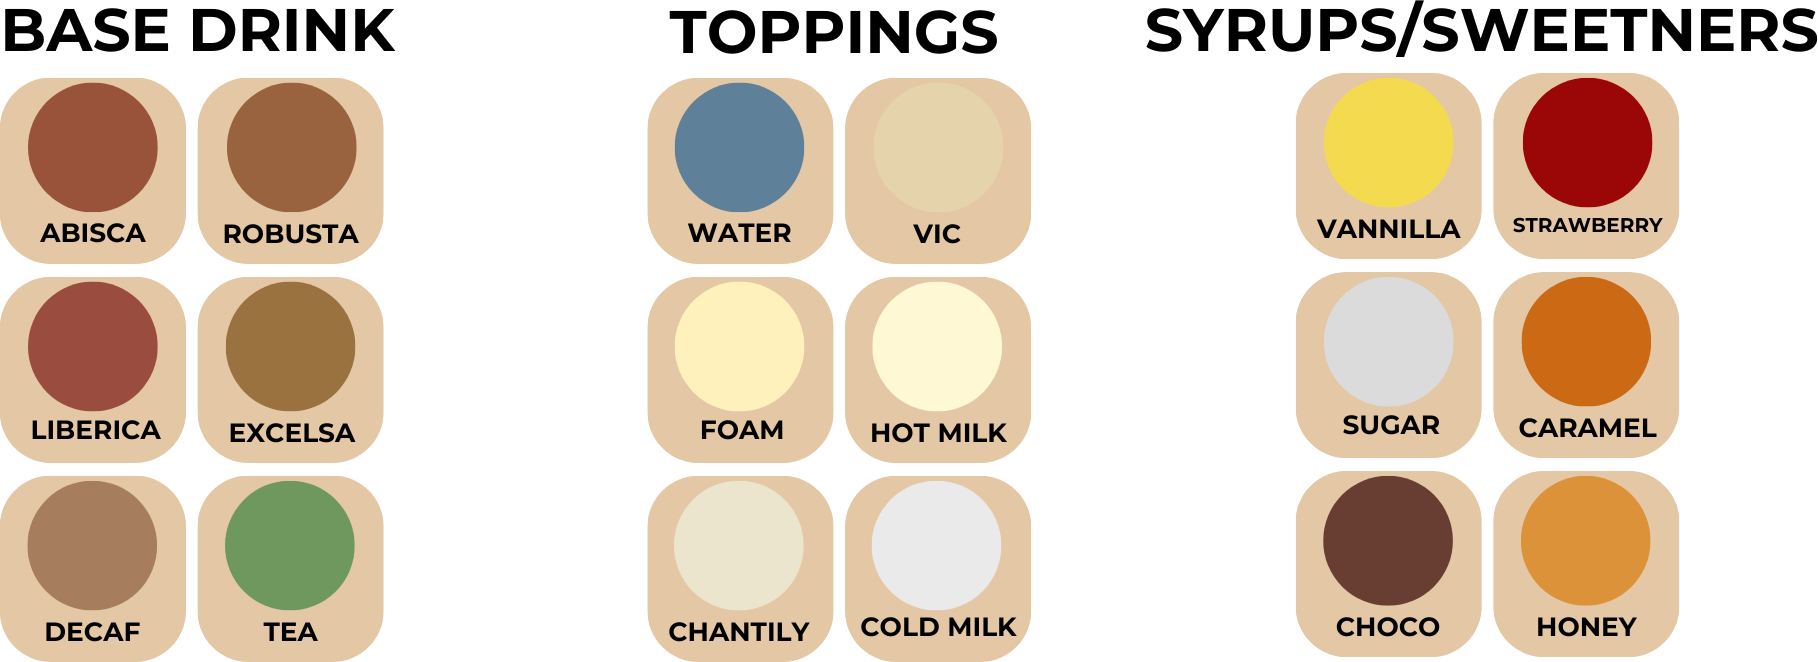 BASE DRINK
ABISCA
ROBUSTA
LIBERICA
EXCELSA
DECAF
TEA
TOPPINGS
WATER
VIC
FOAM
HOT MILK
CHANTILY
COLD MILK
SYRUPS/SWEETNERS
VANNILLA
STRAWBERRY
SUGAR
CARAMEL
CHOCO
HONEY